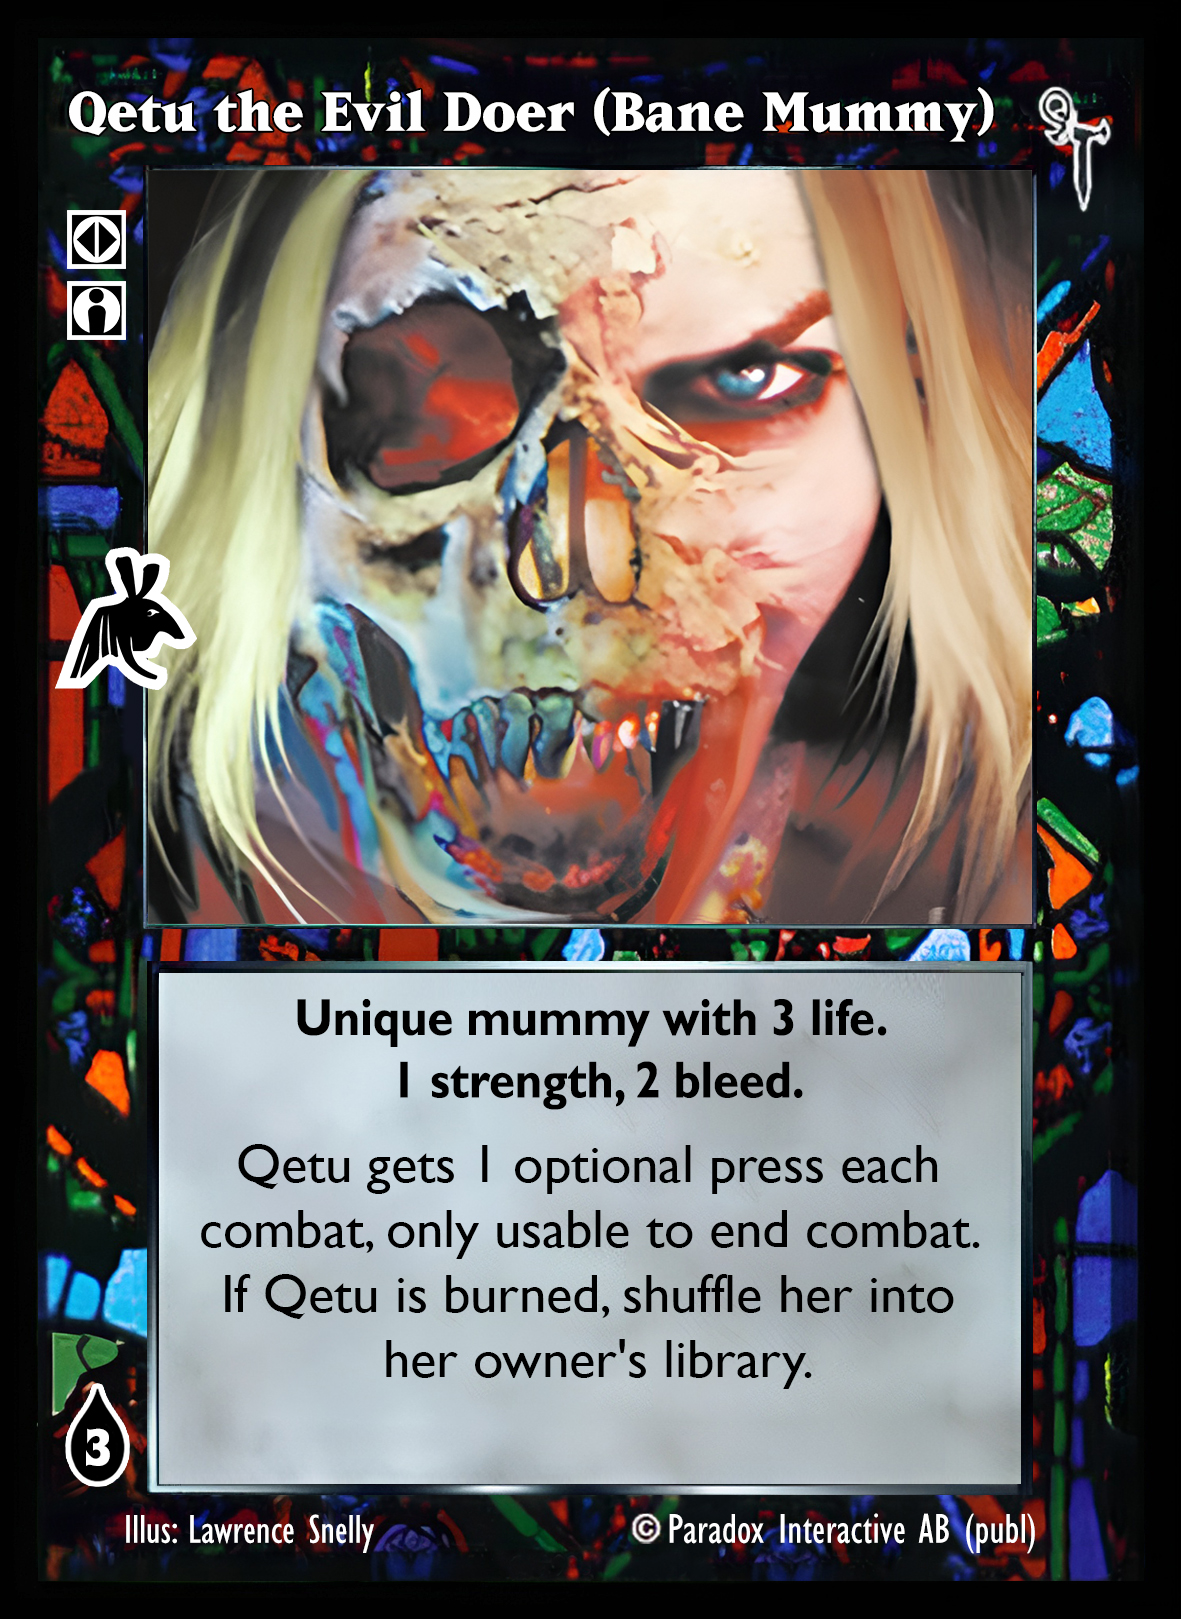 Qetu the Evil Doer (Bane Mummy)
Unique mummy with 3 life.
1 strength, 2 bleed.
Qetu gets 1 optional press each
combat, only usable to end combat.
If Qetu is burned, shuffle her into
her owner's library.
3
Illus: Lawrence Snelly
© Paradox Interactive AB (publ)